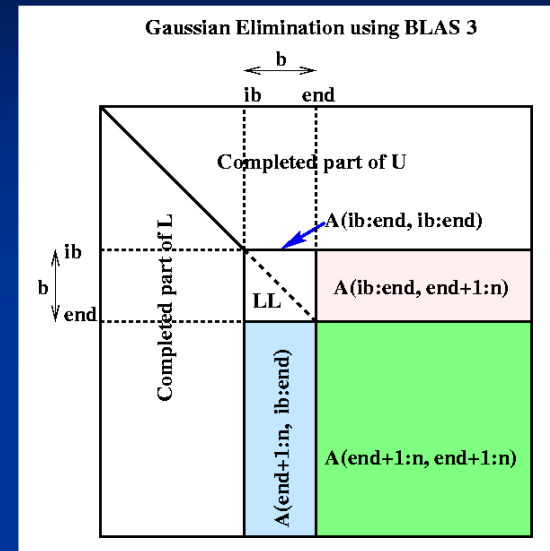 Gaussian Elimination using BLAS 3
b
ib end
Completed part of U
A(ib:end, ib:end)
ib
b
end
Completed part of L
LL
A(ib:end, end+1:n)
A(end+1:n, ib:end)
A(end+1:n, end+1:n)